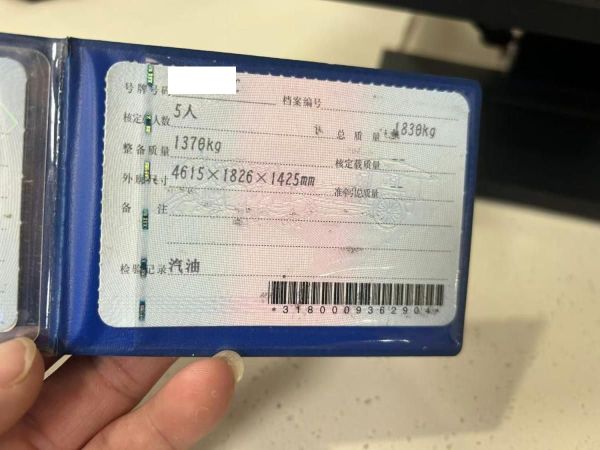 号牌号码
档案编号
核定载人数 5人
总质量 1830kg
整备质量 1370kg
核定载质量 --
外廓尺寸 4615×1826×1425mm
准牵引总质量 --
备注
检验记录 汽油
*3180009362904*